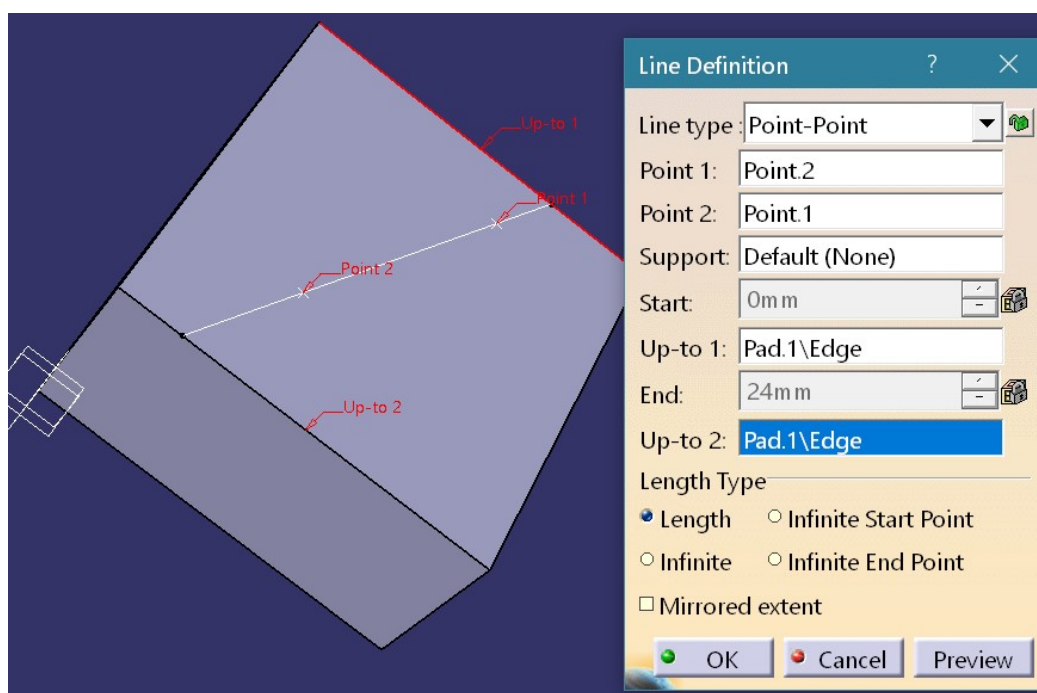 Up-to 1
Point 1
Point 2
Up-to 2
Line Definition ? ×
Line type : Point-Point
Point 1: Point.2
Point 2: Point.1
Support: Default (None)
Start: 0mm
Up-to 1: Pad.1\Edge
End: 24mm
Up-to 2: Pad.1\Edge
Length Type
Length Infinite Start Point
Infinite Infinite End Point
Mirrored extent
OK Cancel Preview